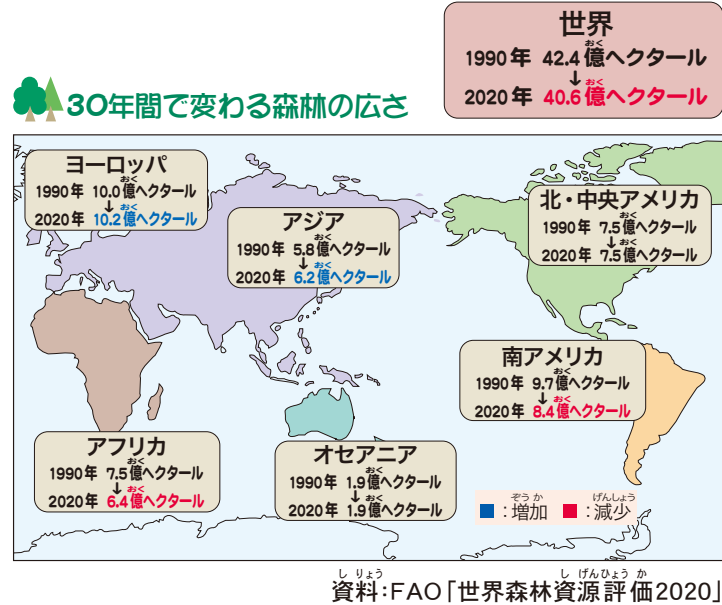 世界
1990年 42.4億ヘクタール
↓
2020年 40.6億ヘクタール
30年間で変わる森林の広さ
ヨーロッパ
1990年 10.0億ヘクタール
↓
2020年 10.2億ヘクタール
アジア
1990年 5.8億ヘクタール
↓
2020年 6.2億ヘクタール
北・中央アメリカ
1990年 7.5億ヘクタール
↓
2020年 7.5億ヘクタール
南アメリカ
1990年 9.7億ヘクタール
↓
2020年 8.4億ヘクタール
アフリカ
1990年 7.5億ヘクタール
↓
2020年 6.4億ヘクタール
オセアニア
1990年 1.9億ヘクタール
↓
2020年 1.9億ヘクタール
■：増加 ■：減少
資料：FAO「世界森林資源評価2020」